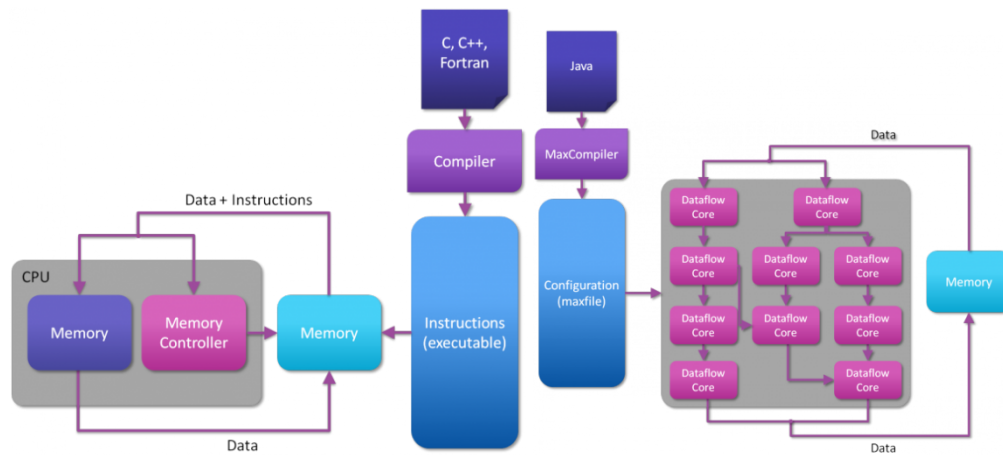 C, C++,
Fortran
Compiler
Instructions
(executable)
Data + Instructions
CPU
Memory
Memory
Controller
Memory
Data
Java
MaxCompiler
Configuration
(maxfile)
Data
Dataflow
Core
Dataflow
Core
Dataflow
Core
Dataflow
Core
Dataflow
Core
Dataflow
Core
Dataflow
Core
Dataflow
Core
Dataflow
Core
Dataflow
Core
Memory
Data